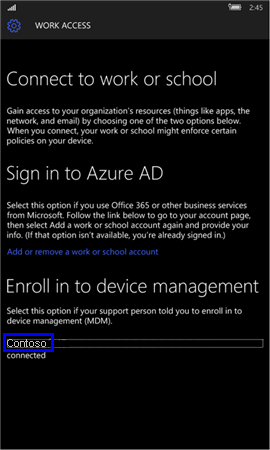 2:45
WORK ACCESS
Connect to work or school
Gain access to your organization's resources (things like apps, the
network, and email) by choosing one of the two options below.
When you connect, your work or school might enforce certain
policies on your device.
Sign in to Azure AD
Select this option if you use Office 365 or other business services
from Microsoft. Follow the link below to go to your account page,
then select Add a work or school account again and provide your
info. (If that option isn't available, you're already signed in.)
Add or remove a work or school account
Enroll in to device management
Select this option if your support person told you to enroll in to
device management (MDM).
Contoso
connected